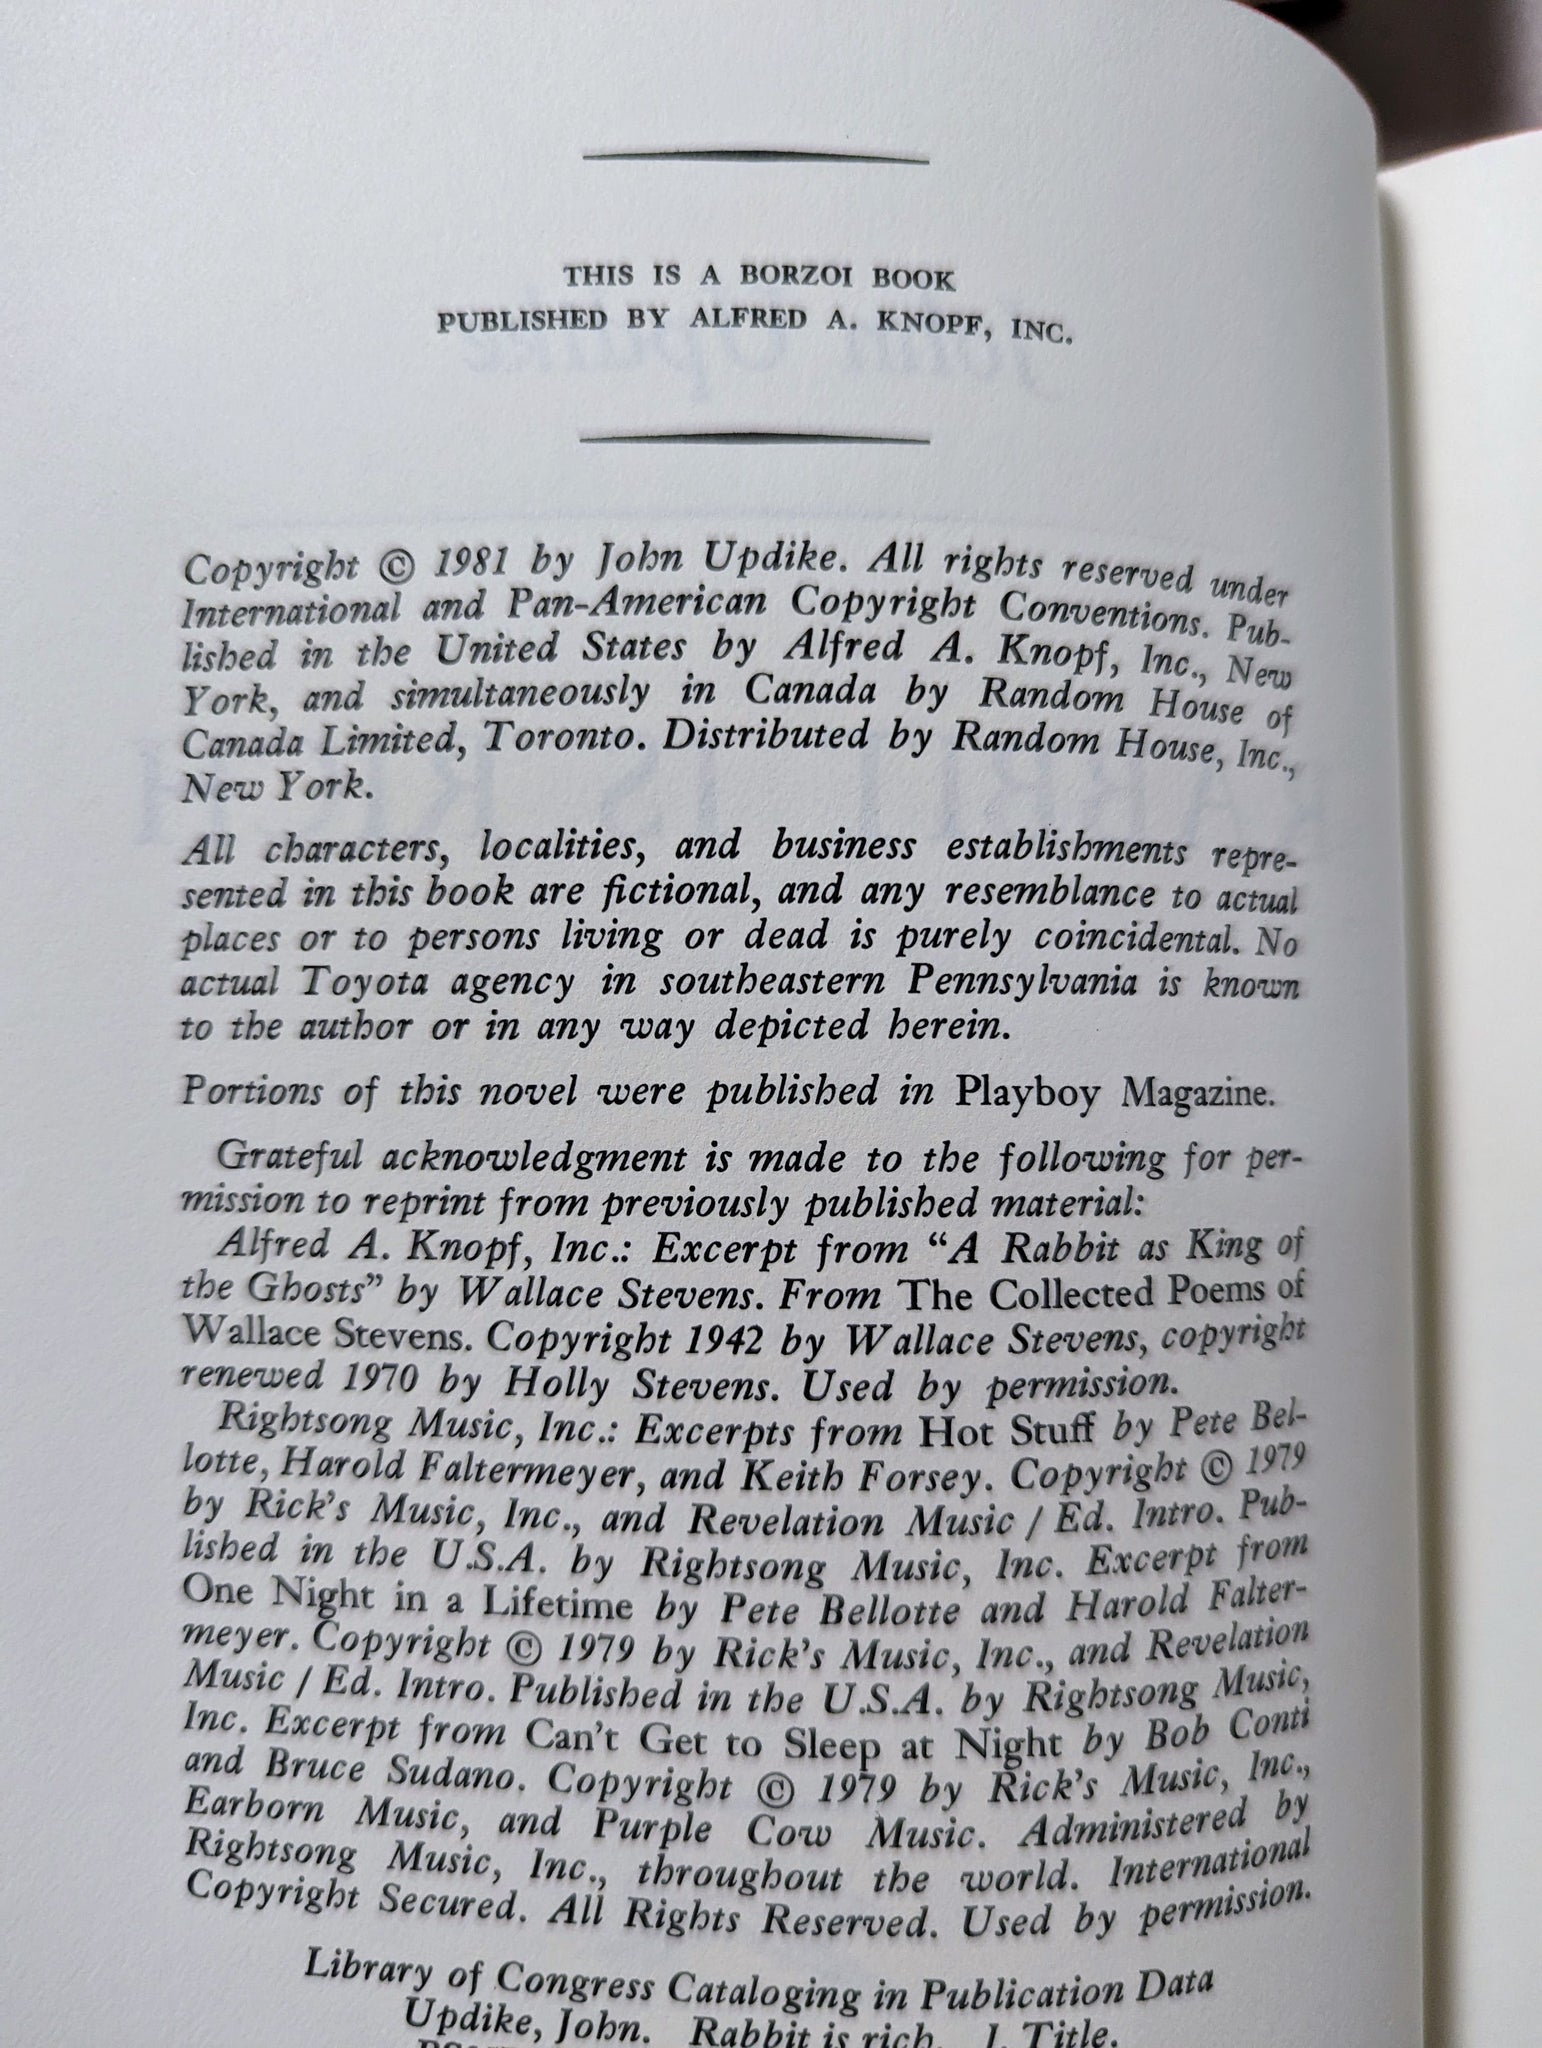 THIS IS A BORZOI BOOK
PUBLISHED BY ALFRED A. KNOPF, INC.
Copyright © 1981 by John Updike. All rights reserved under
International and Pan-American Copyright Conventions. Pub-
lished in the United States by Alfred A. Knopf, Inc., New
York, and simultaneously in Canada by Random House of
Canada Limited, Toronto. Distributed by Random House, Inc.,
New York.
All characters, localities, and business establishments repre-
sented in this book are fictional, and any resemblance to actual
places or to persons living or dead is purely coincidental. No
actual Toyota agency in southeastern Pennsylvania is known
to the author or in any way depicted herein.
Portions of this novel were published in Playboy Magazine.
Grateful acknowledgment is made to the following for per-
mission to reprint from previously published material:
Alfred A. Knopf, Inc.: Excerpt from “A Rabbit as King of
the Ghosts” by Wallace Stevens. From The Collected Poems of
Wallace Stevens. Copyright 1942 by Wallace Stevens, copyright
renewed 1970 by Holly Stevens. Used by permission.
Rightsong Music, Inc.: Excerpts from Hot Stuff by Pete Bel-
lotte, Harold Faltermeyer, and Keith Forsey. Copyright © 1979
by Rick's Music, Inc., and Revelation Music / Ed. Intro. Pub-
lished in the U.S.A. by Rightsong Music, Inc. Excerpt from
One Night in a Lifetime by Pete Bellotte and Harold Falter-
meyer. Copyright © 1979 by Rick's Music, Inc., and Revelation
Music / Ed. Intro. Published in the U.S.A. by Rightsong Music,
Inc. Excerpt from Can't Get to Sleep at Night by Bob Conti
and Bruce Sudano. Copyright © 1979 by Rick's Music, Inc.,
Earborn Music, and Purple Cow Music. Administered by
Rightsong Music, Inc., throughout the world. International
Copyright Secured. All Rights Reserved. Used by permission.
Library of Congress Cataloging in Publication Data
Updike, John. Rabbit is rich. I. Title.